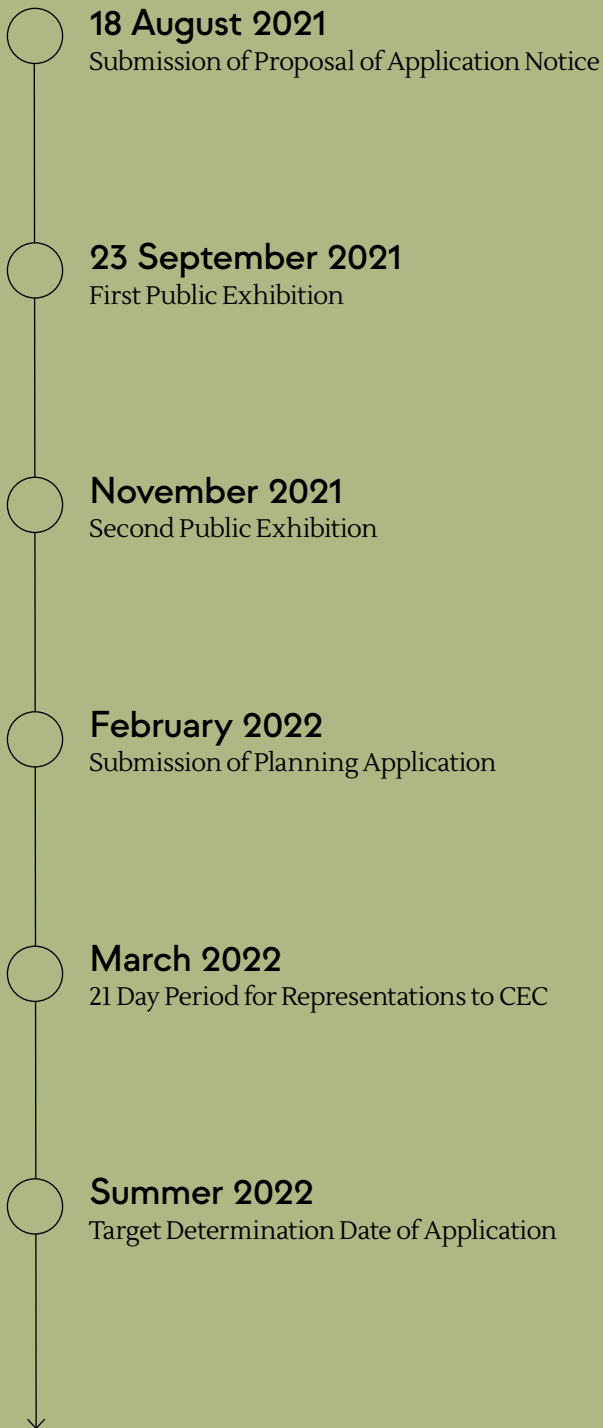 18 August 2021
Submission of Proposal of Application Notice
23 September 2021
First Public Exhibition
November 2021
Second Public Exhibition
February 2022
Submission of Planning Application
March 2022
21 Day Period for Representations to CEC
Summer 2022
Target Determination Date of Application